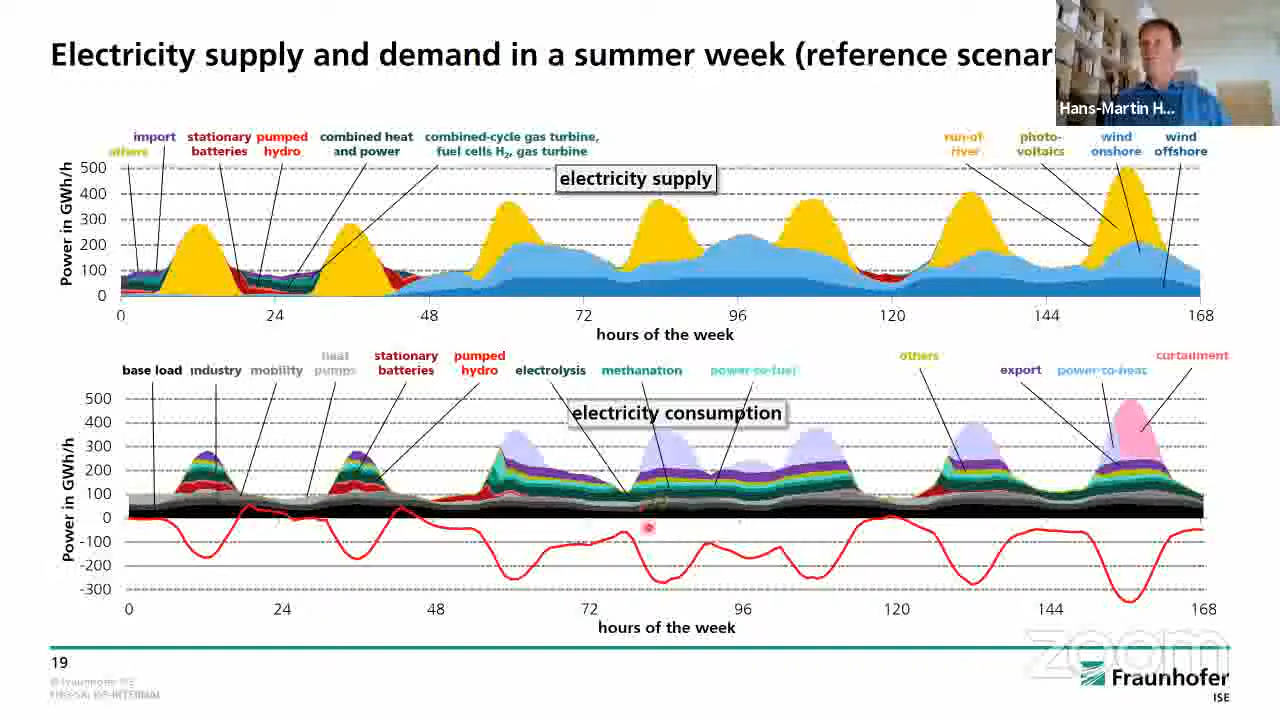 Electricity supply and demand in a summer week (reference scenari
Hans-Martin H...
import
stationary batteries
pumped hydro
combined heat and power
combined-cycle gas turbine, fuel cells H₂, gas turbine
run-of river
photo-voltaics
wind onshore
wind offshore
others
electricity supply
Power in GWh/h
500
400
300
200
100
0
0 24 48 72 96 120 144 168
hours of the week
heat pumps
stationary batteries
pumped hydro
others
curtailment
base load industry mobility
electrolysis methanation power-to-fuel
export power-to-heat
electricity consumption
Power in GWh/h
500
400
300
200
100
0
-100
-200
-300
0 24 48 72 96 120 144 168
hours of the week
zoom
19
© Fraunhofer ISE
Fraunhofer
ISE